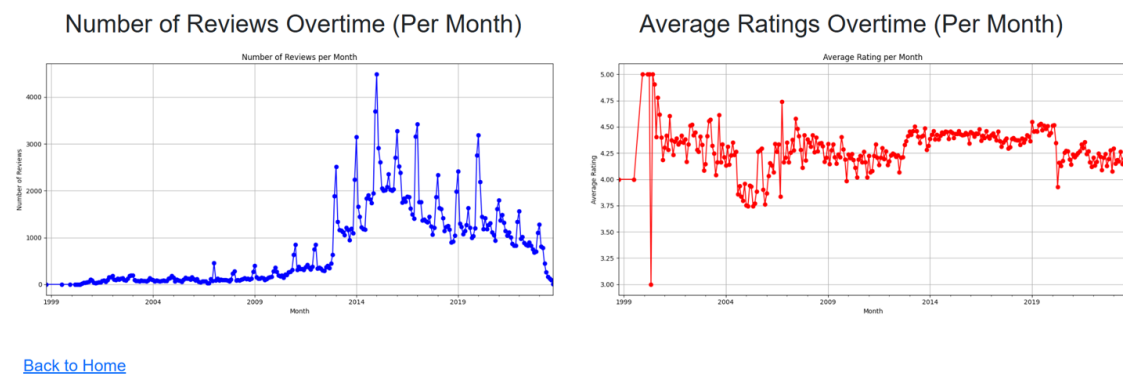 Number of Reviews Overtime (Per Month)
Number of Reviews per Month
Number of Reviews
4000
3000
2000
1000
0
1999
2004
2009
2014
2019
Month
Average Ratings Overtime (Per Month)
Average Rating per Month
Average Rating
5.00
4.75
4.50
4.25
4.00
3.75
3.50
3.25
3.00
1999
2004
2009
2014
2019
Month
Back to Home